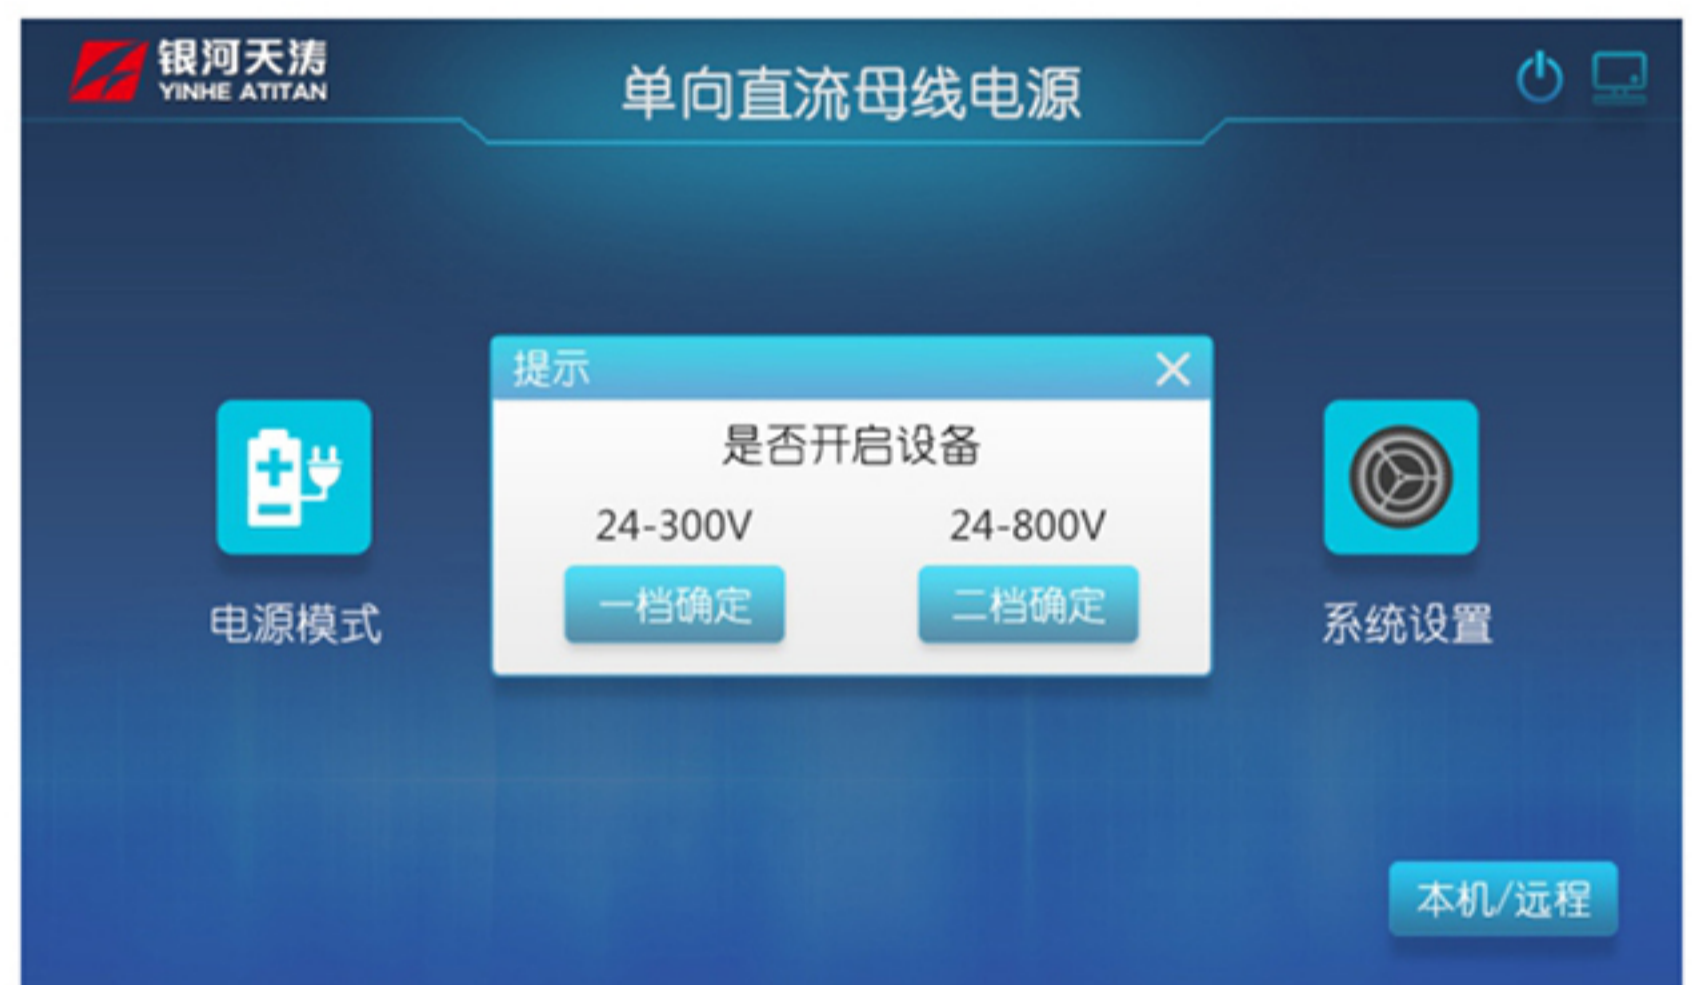 银河天涛
YINHE ATITAN
单向直流母线电源
提示
是否开启设备
24-300V
24-800V
一档确定
二档确定
电源模式
系统设置
本机/远程